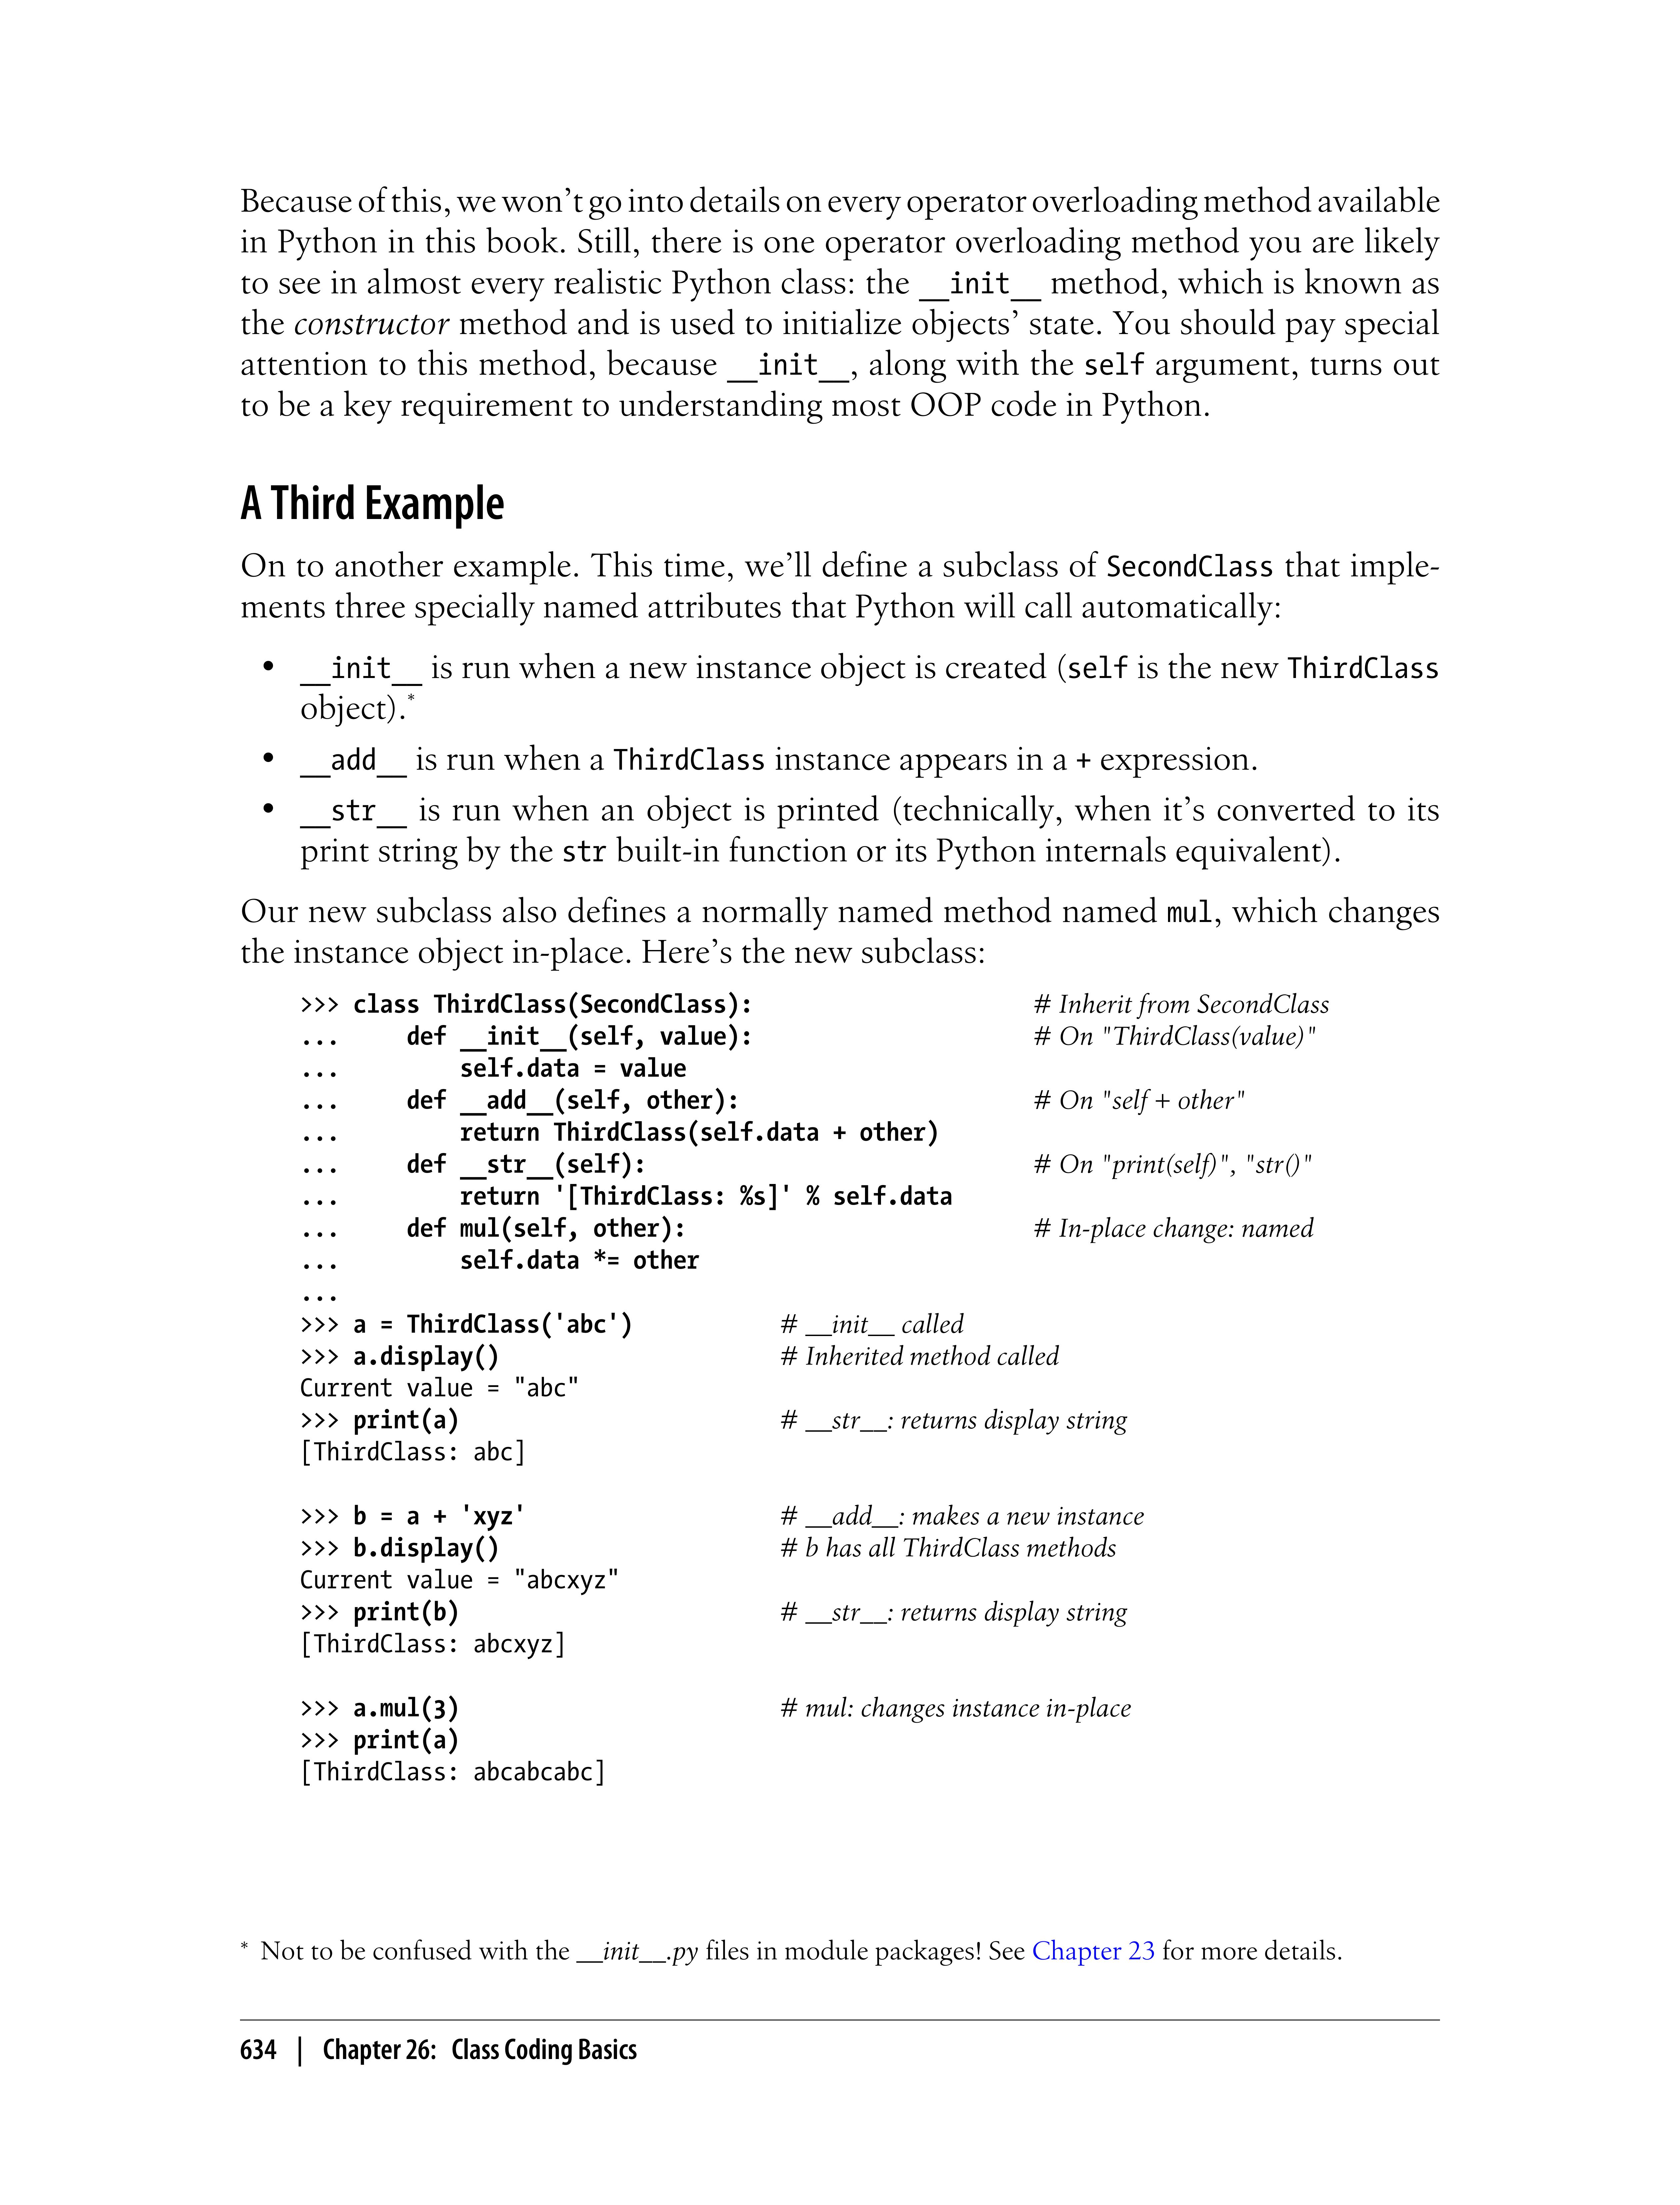 Because of this, we won't go into details on every operator overloading method available
in Python in this book. Still, there is one operator overloading method you are likely
to see in almost every realistic Python class: the __init__ method, which is known as
the constructor method and is used to initialize objects' state. You should pay special
attention to this method, because __init__, along with the self argument, turns out
to be a key requirement to understanding most OOP code in Python.
A Third Example
On to another example. This time, we'll define a subclass of SecondClass that imple-
ments three specially named attributes that Python will call automatically:
• __init__ is run when a new instance object is created (self is the new ThirdClass
object).*
• __add__ is run when a ThirdClass instance appears in a + expression.
• __str__ is run when an object is printed (technically, when it's converted to its
print string by the str built-in function or its Python internals equivalent).
Our new subclass also defines a normally named method named mul, which changes
the instance object in-place. Here's the new subclass:
>>> class ThirdClass(SecondClass): # Inherit from SecondClass
... def __init__(self, value): # On "ThirdClass(value)"
... self.data = value
... def __add__(self, other): # On "self + other"
... return ThirdClass(self.data + other)
... def __str__(self): # On "print(self)", "str()"
... return '[ThirdClass: %s]' % self.data
... def mul(self, other): # In-place change: named
... self.data *= other
...
>>> a = ThirdClass('abc') # __init__ called
>>> a.display() # Inherited method called
Current value = "abc"
>>> print(a) # __str__: returns display string
[ThirdClass: abc]
>>> b = a + 'xyz' # __add__: makes a new instance
>>> b.display() # b has all ThirdClass methods
Current value = "abcxyz"
>>> print(b) # __str__: returns display string
[ThirdClass: abcxyz]
>>> a.mul(3) # mul: changes instance in-place
>>> print(a)
[ThirdClass: abcabcabc]
* Not to be confused with the __init__.py files in module packages! See Chapter 23 for more details.
634 | Chapter 26: Class Coding Basics